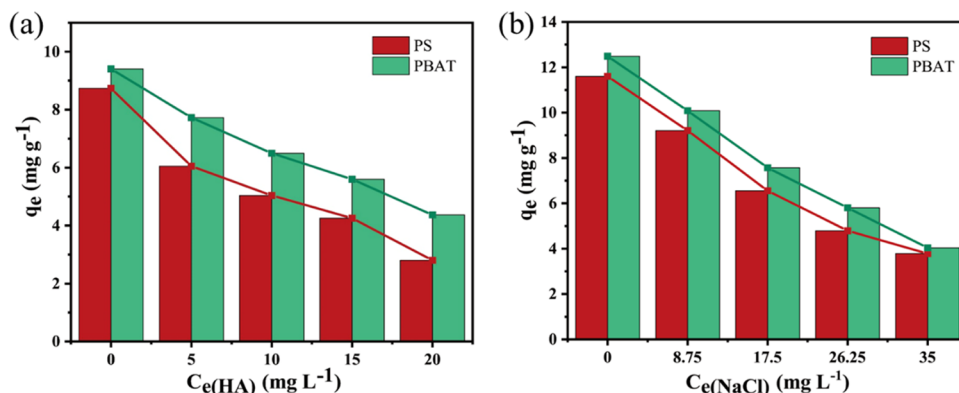 (a)
PS
PBAT
10
8
6
4
2
0
qe (mg g-1)
0 5 10 15 20
Ce(HA) (mg L-1)
(b)
PS
PBAT
14
12
10
8
6
4
2
0
qe (mg g-1)
0 8.75 17.5 26.25 35
Ce(NaCl) (mg L-1)